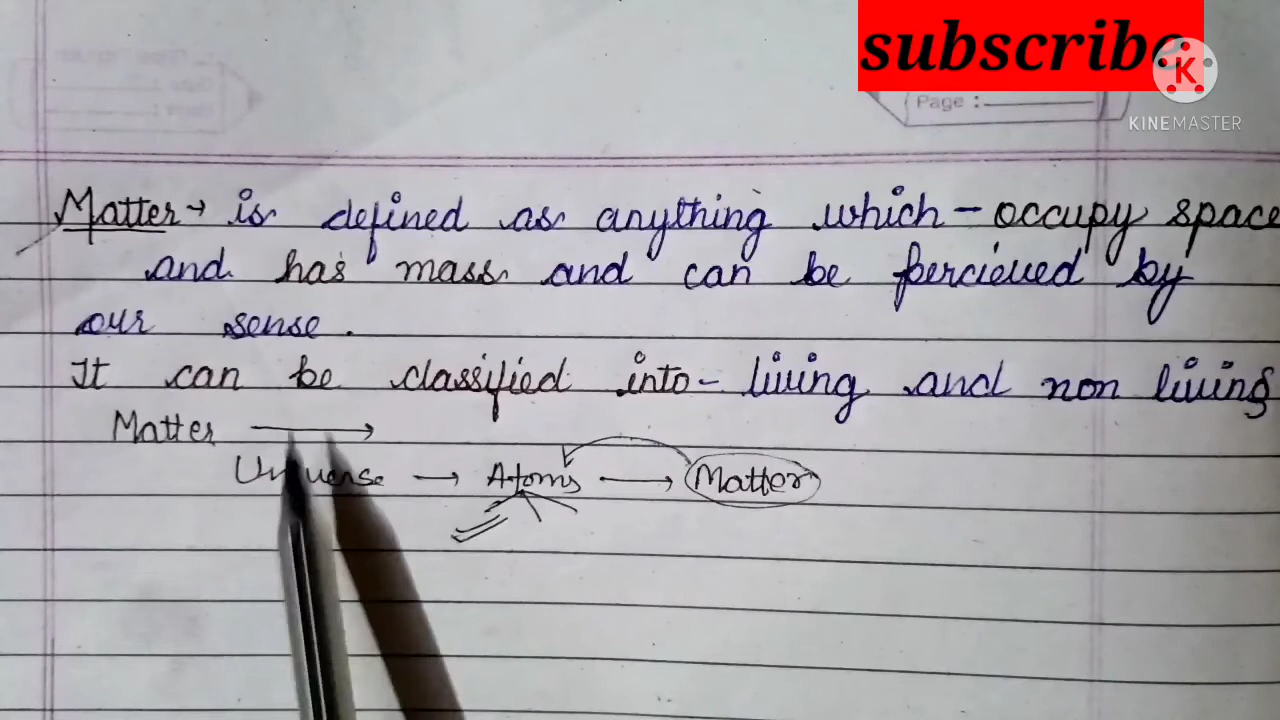 subscribe
K
KINEMASTER
Page :
Matter → is defined as anything which - occupy space
and has mass and can be percieved by
our sense.
It can be classified into - living and non living
Matter →
Universe → Atoms → Matter